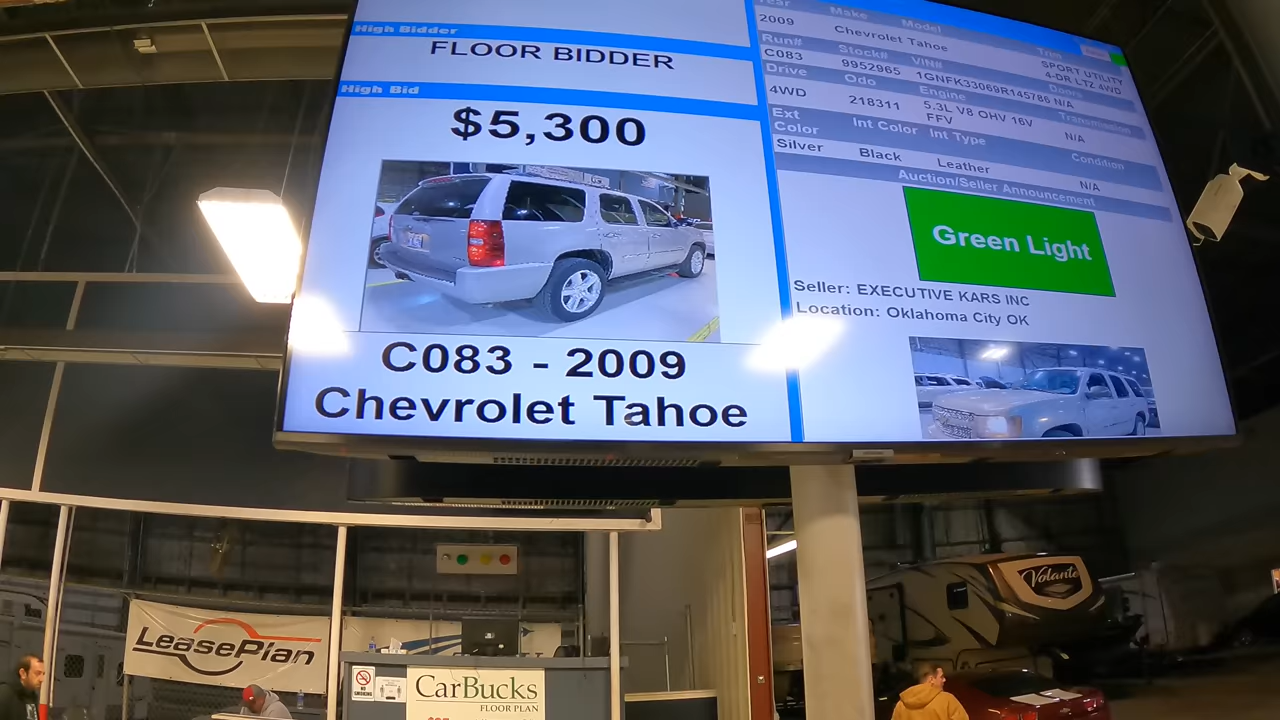 High Bidder
FLOOR BIDDER
High Bid
$5,300
C083 - 2009
Chevrolet Tahoe
Year Make Model Trim
2009 Chevrolet Tahoe SPORT UTILITY
4-DR LTZ 4WD
Run# Stock# VIN# Doors
C083 9952965 1GNFK33069R145786 N/A
Drive Odo Engine Transmission
4WD 218311 5.3L V8 OHV 16V
FFV N/A
Ext
Color Int Color Int Type Condition
Silver Black Leather N/A
Auction/Seller Announcement
Green Light
Seller: EXECUTIVE KARS INC
Location: Oklahoma City OK
LeasePlan
NO
SMOKING
CarBucks
FLOOR PLAN
Volante